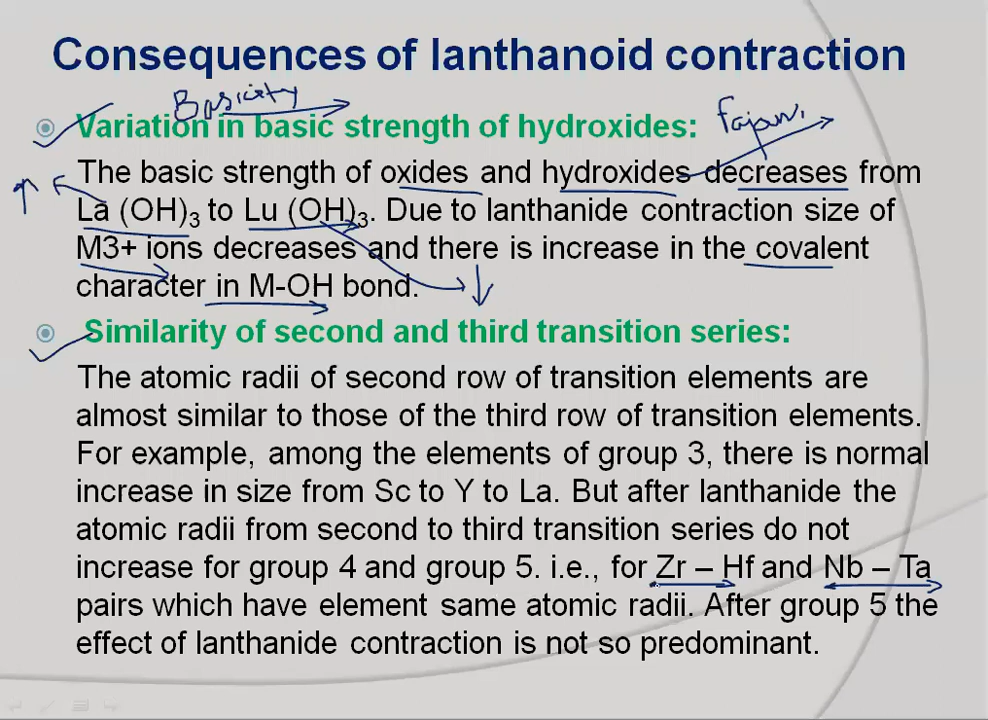 Consequences of lanthanoid contraction
Basicity
Variation in basic strength of hydroxides:
Fajan.
The basic strength of oxides and hydroxides decreases from
La (OH)3 to Lu (OH)3. Due to lanthanide contraction size of
M3+ ions decreases and there is increase in the covalent
character in M-OH bond.
Similarity of second and third transition series:
The atomic radii of second row of transition elements are
almost similar to those of the third row of transition elements.
For example, among the elements of group 3, there is normal
increase in size from Sc to Y to La. But after lanthanide the
atomic radii from second to third transition series do not
increase for group 4 and group 5. i.e., for Zr – Hf and Nb – Ta
pairs which have element same atomic radii. After group 5 the
effect of lanthanide contraction is not so predominant.